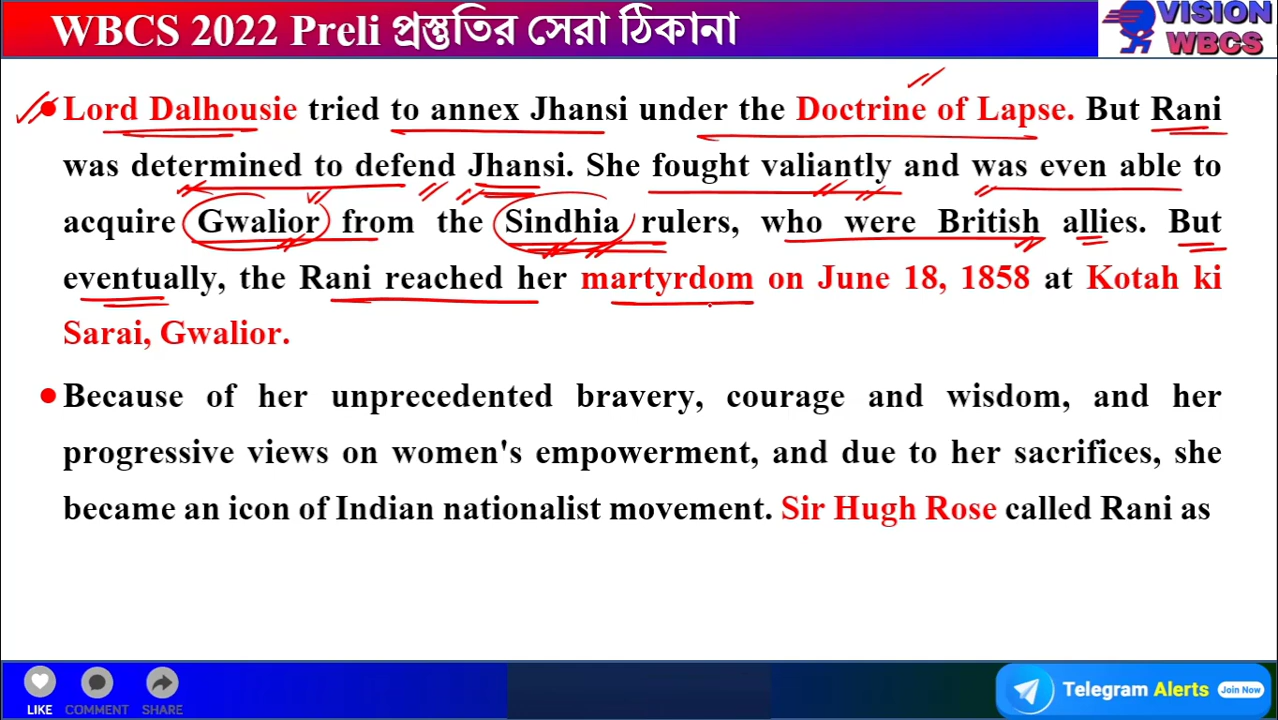 WBCS 2022 Preli প্রস্তুতির সেরা ঠিকানা
VISION
WBCS
Lord Dalhousie tried to annex Jhansi under the Doctrine of Lapse. But Rani
was determined to defend Jhansi. She fought valiantly and was even able to
acquire Gwalior from the Sindhia rulers, who were British allies. But
eventually, the Rani reached her martyrdom on June 18, 1858 at Kotah ki
Sarai, Gwalior.
Because of her unprecedented bravery, courage and wisdom, and her
progressive views on women's empowerment, and due to her sacrifices, she
became an icon of Indian nationalist movement. Sir Hugh Rose called Rani as
LIKE COMMENT SHARE
Telegram Alerts Join Now